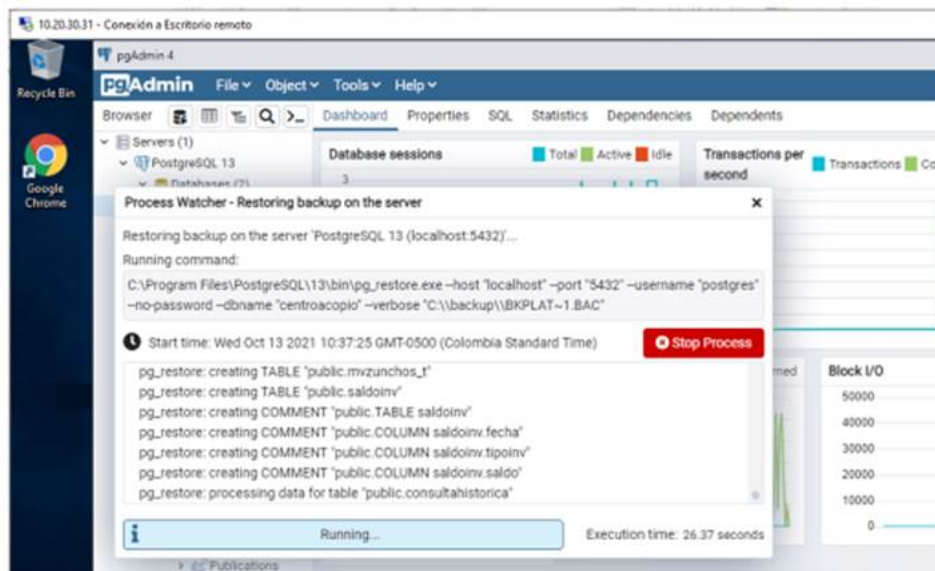 10.20.30.31 - Conexión a Escritorio remoto
pgAdmin 4
Recycle Bin
pgAdmin File Object Tools Help
Browser Dashboard Properties SQL Statistics Dependencies Dependents
Servers (1)
PostgreSQL 13
Databases (7)
Google Chrome
Database sessions Total Active Idle
3
Transactions per second Transactions Co
Process Watcher - Restoring backup on the server
Restoring backup on the server 'PostgreSQL 13 (localhost:5432)'...
Running command:
C:\Program Files\PostgreSQL\13\bin\pg_restore.exe --host "localhost" --port "5432" --username "postgres"
--no-password --dbname "centroacopio" --verbose "C:\\backup\\BKPLAT~1.BAC"
Start time: Wed Oct 13 2021 10:37:25 GMT-0500 (Colombia Standard Time) Stop Process
pg_restore: creating TABLE "public.mvzunchos_t"
pg_restore: creating TABLE "public.saldoinv"
pg_restore: creating COMMENT "public.TABLE saldoinv"
pg_restore: creating COMMENT "public.COLUMN saldoinv.fecha"
pg_restore: creating COMMENT "public.COLUMN saldoinv.tipoinv"
pg_restore: creating COMMENT "public.COLUMN saldoinv.saldo"
pg_restore: processing data for table "public.consultahistorica"
Running... Execution time: 26.37 seconds
Block I/O
50000
40000
30000
20000
10000
0
Publications